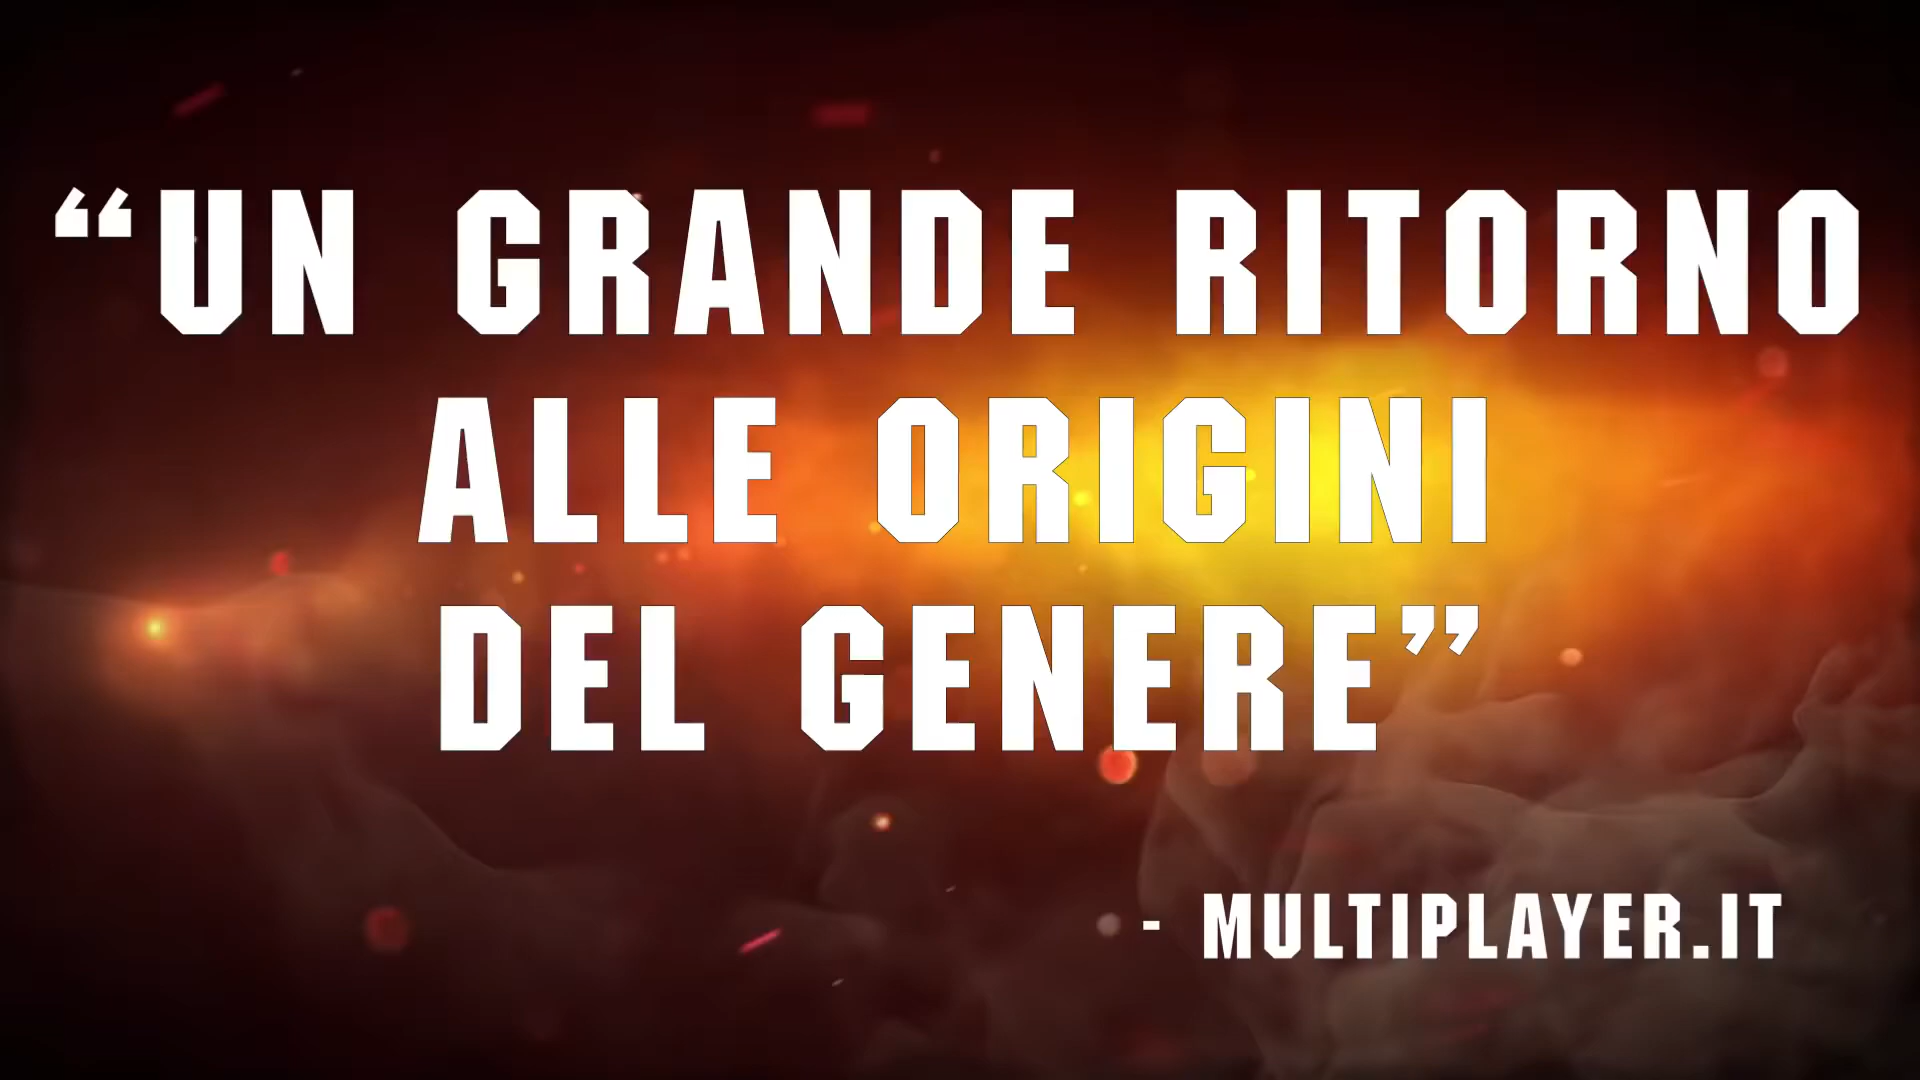 “UN GRANDE RITORNO
ALLE ORIGINI
DEL GENERE”
- MULTIPLAYER.IT